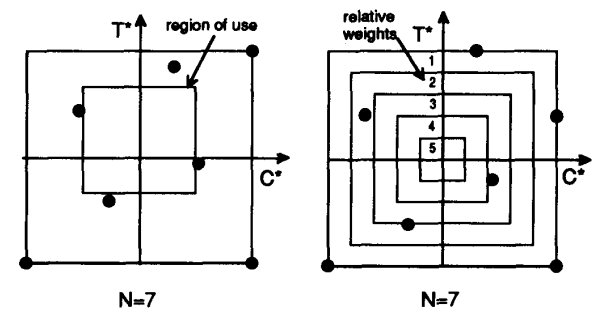 T*
region of use
C*
N=7
relative
weights
T*
1
2
3
4
5
C*
N=7